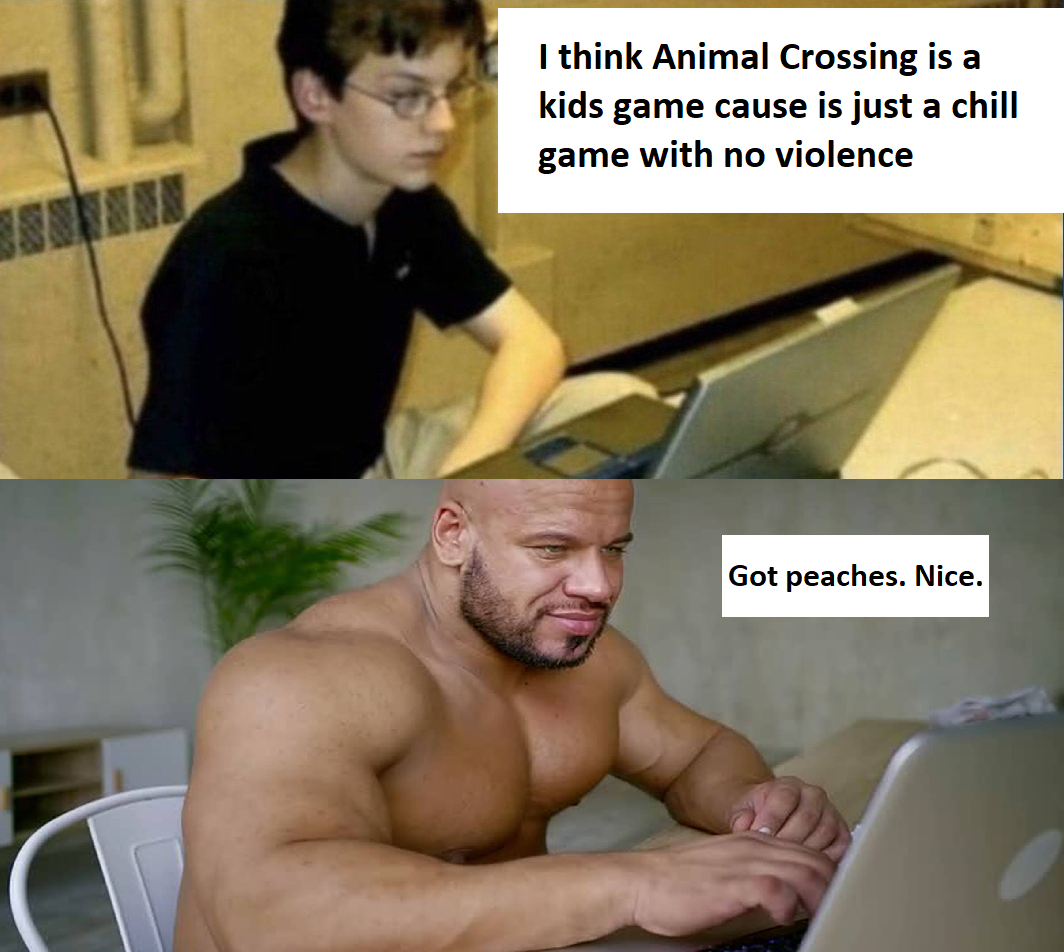 I think Animal Crossing is a
kids game cause is just a chill
game with no violence
Got peaches. Nice.